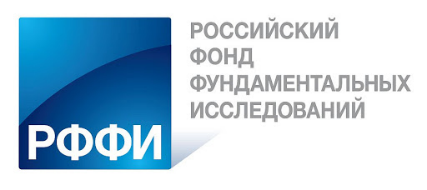 РФФИ
РОССИЙСКИЙ
ФОНД
ФУНДАМЕНТАЛЬНЫХ
ИССЛЕДОВАНИЙ